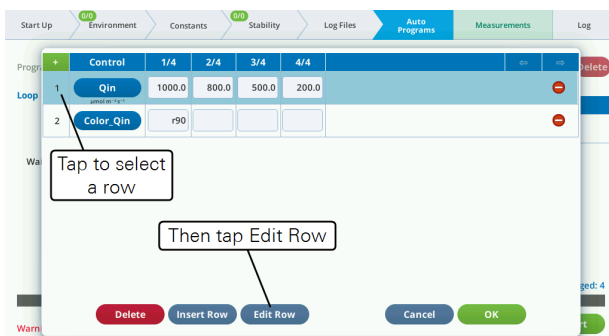 Start Up 0/0 Environment Constants 0/0 Stability Log Files Auto Programs Measurements Log
Delete
+ Control 1/4 2/4 3/4 4/4 ⇦ ⇨
Loop
1 Qin 1000.0 800.0 500.0 200.0
µmol m⁻² s⁻¹
2 Color_Qin r90
Tap to select
a row
Then tap Edit Row
ged: 4
Delete Insert Row Edit Row Cancel OK
Warn